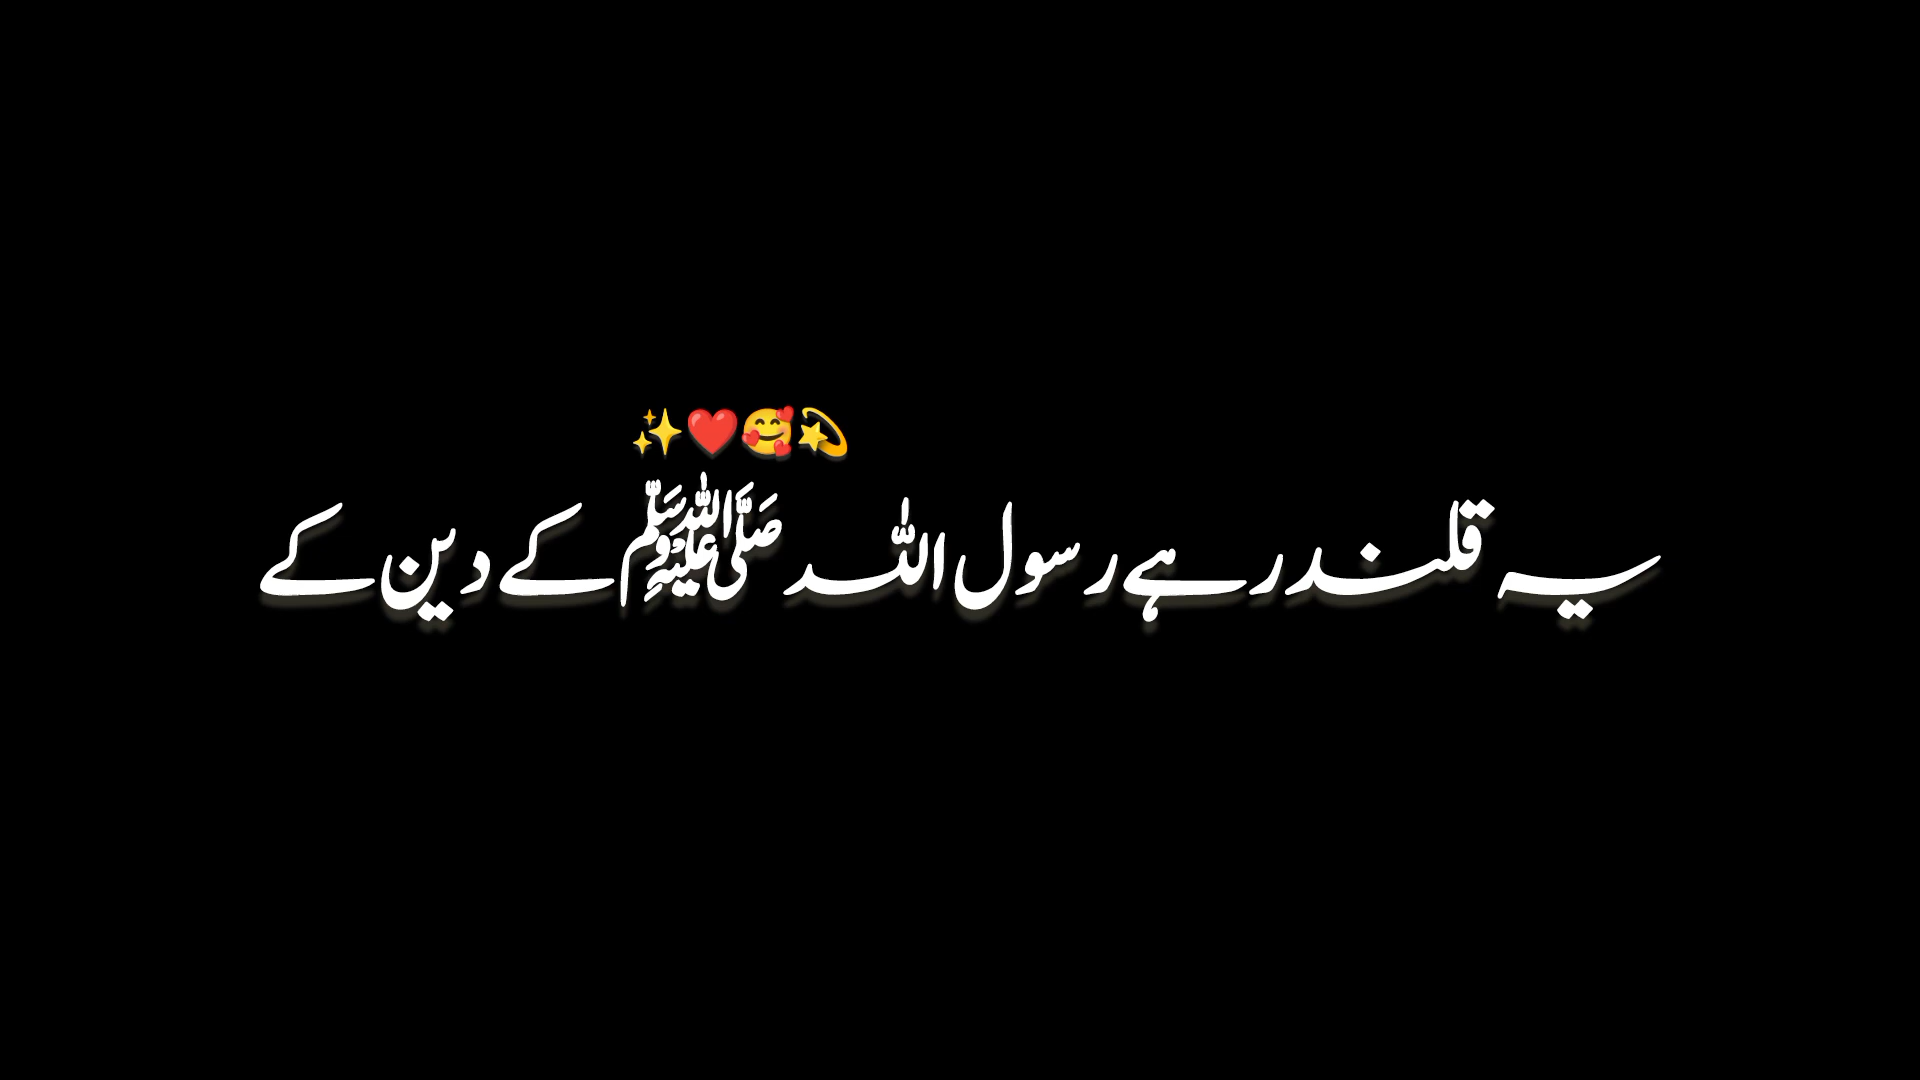 ✨❤️🥰💫
یہ قلندر ہے رسول اللہ ﷺ کے دین کے